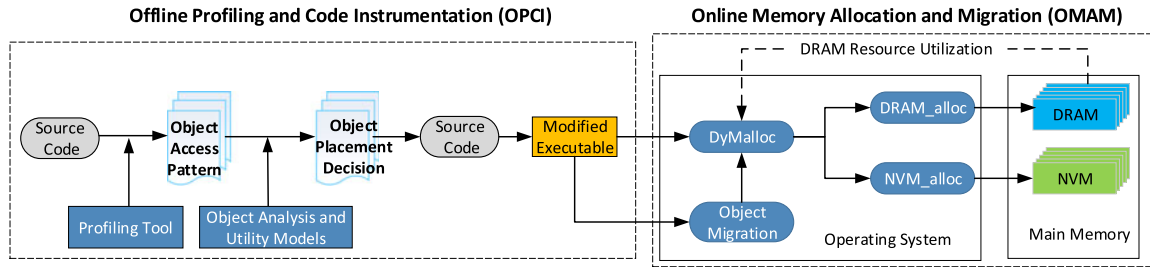 Offline Profiling and Code Instrumentation (OPCI)
Online Memory Allocation and Migration (OMAM)
DRAM Resource Utilization
Source
Code
Object
Access
Pattern
Object
Placement
Decision
Source
Code
Modified
Executable
DyMalloc
DRAM_alloc
DRAM
NVM_alloc
NVM
Profiling Tool
Object Analysis and
Utility Models
Object
Migration
Operating System
Main Memory